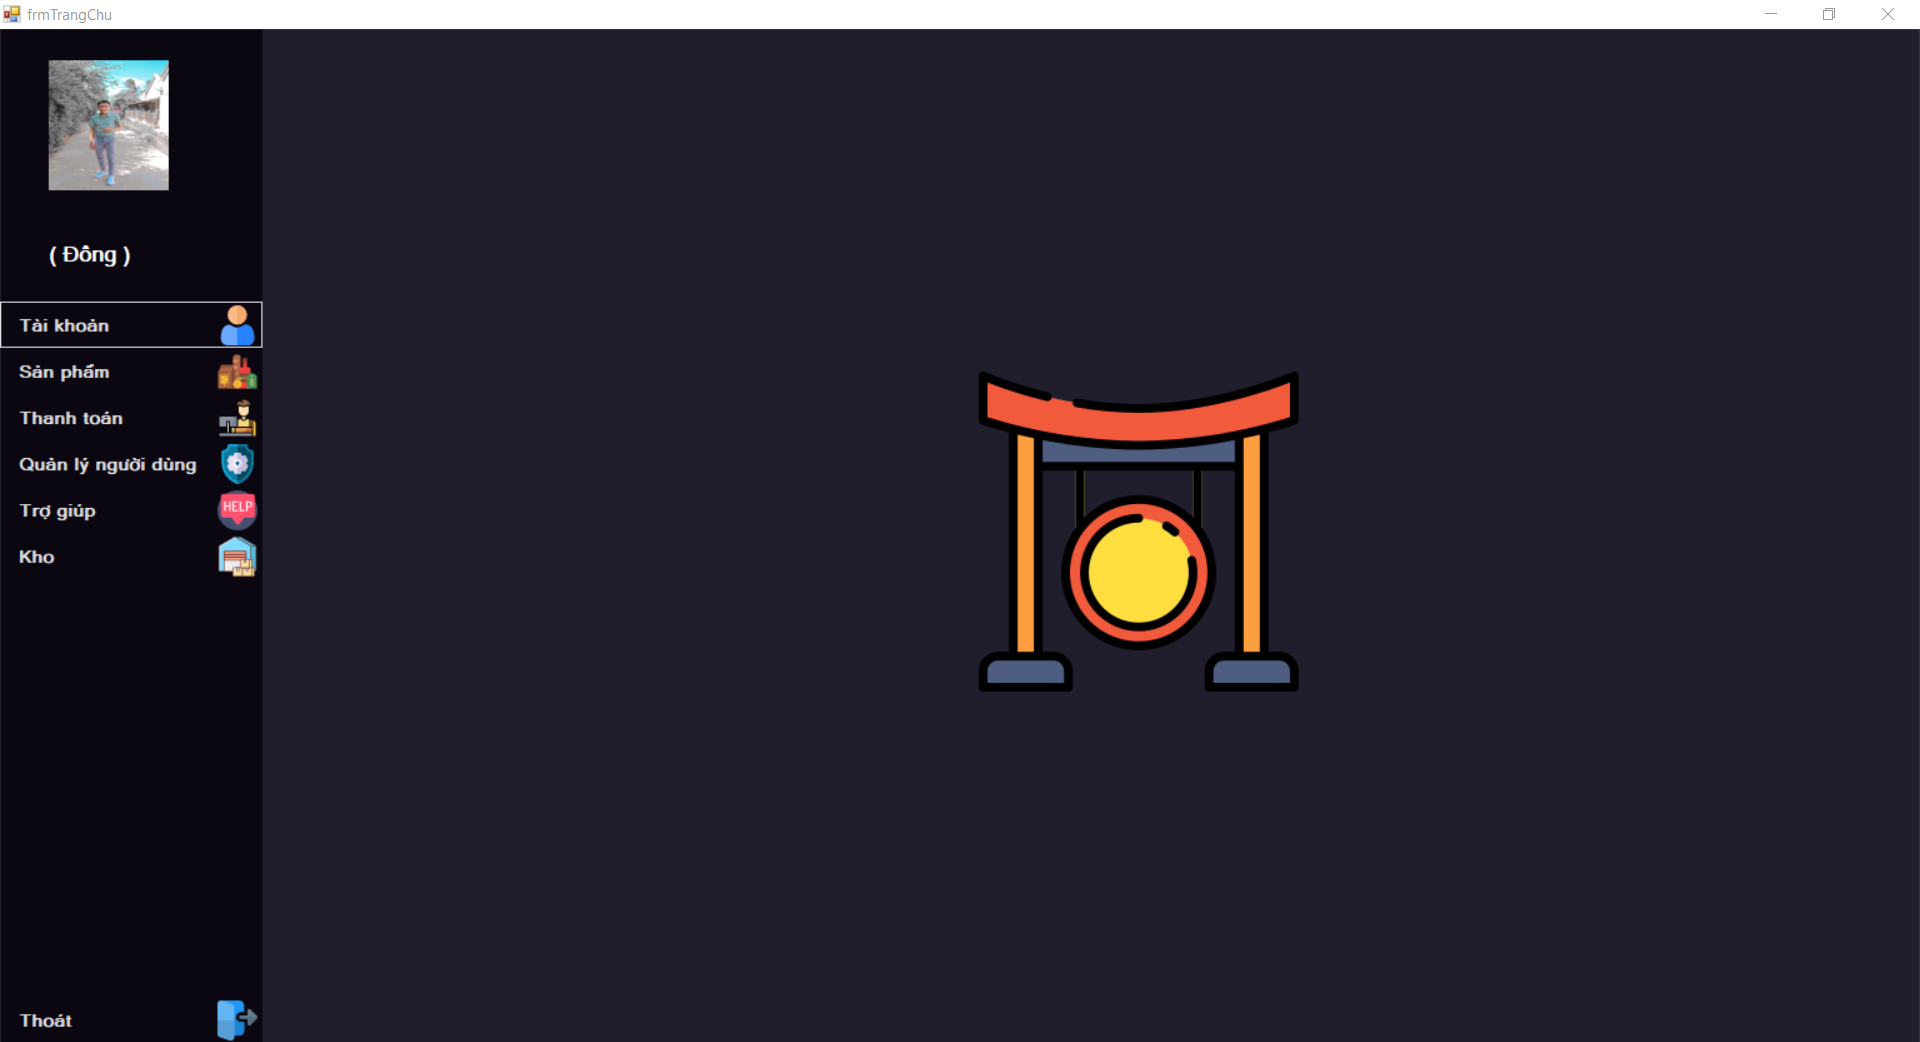 frmTrangChu
( Đông )
Tài khoản
Sản phẩm
Thanh toán
Quản lý người dùng
Trợ giúp
HELP
Kho
Thoát